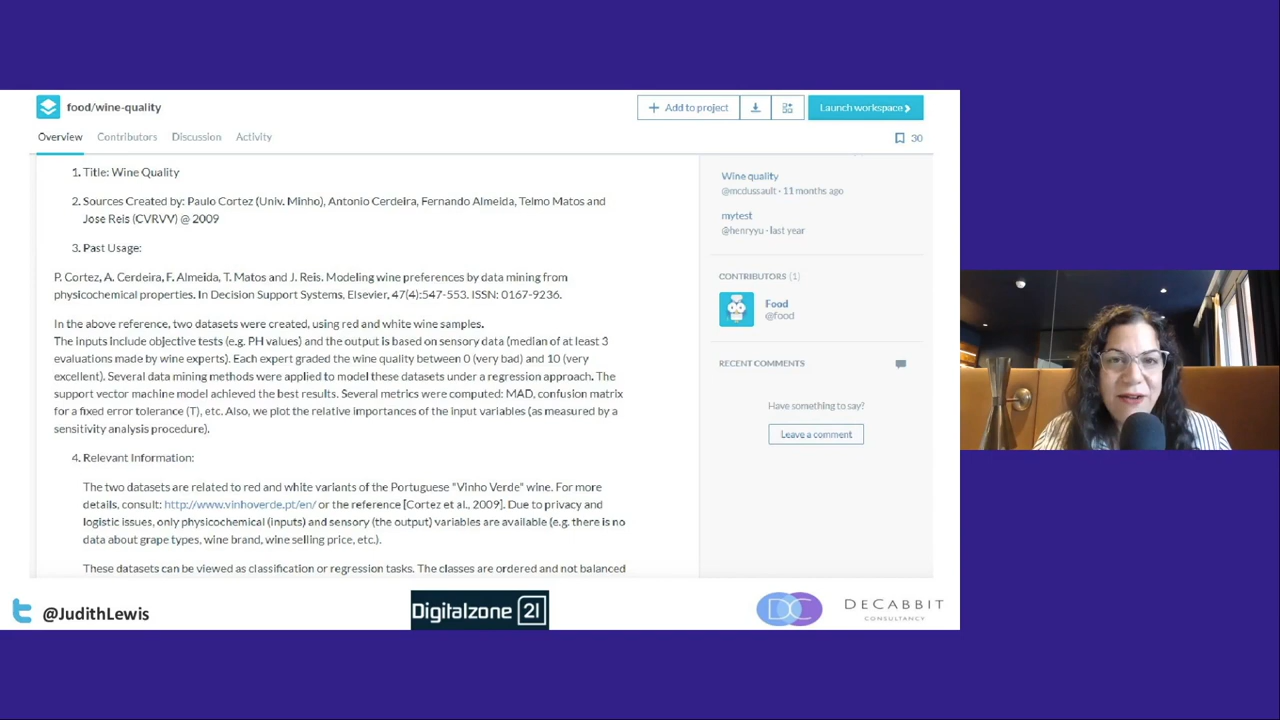 food/wine-quality
Add to project
Launch workspace
Overview
Contributors
Discussion
Activity
30
1. Title: Wine Quality
2. Sources Created by: Paulo Cortez (Univ. Minho), Antonio Cerdeira, Fernando Almeida, Telmo Matos and
Jose Reis (CVRVV) @ 2009
3. Past Usage:
P. Cortez, A. Cerdeira, F. Almeida, T. Matos and J. Reis. Modeling wine preferences by data mining from
physicochemical properties. In Decision Support Systems, Elsevier, 47(4):547-553. ISSN: 0167-9236.
In the above reference, two datasets were created, using red and white wine samples.
The inputs include objective tests (e.g. PH values) and the output is based on sensory data (median of at least 3
evaluations made by wine experts). Each expert graded the wine quality between 0 (very bad) and 10 (very
excellent). Several data mining methods were applied to model these datasets under a regression approach. The
support vector machine model achieved the best results. Several metrics were computed: MAD, confusion matrix
for a fixed error tolerance (T), etc. Also, we plot the relative importances of the input variables (as measured by a
sensitivity analysis procedure).
4. Relevant Information:
The two datasets are related to red and white variants of the Portuguese "Vinho Verde" wine. For more
details, consult: http://www.vinhoverde.pt/en/ or the reference [Cortez et al., 2009]. Due to privacy and
logistic issues, only physicochemical (inputs) and sensory (the output) variables are available (e.g. there is no
data about grape types, wine brand, wine selling price, etc.).
These datasets can be viewed as classification or regression tasks. The classes are ordered and not balanced
Wine quality
@mcdussault · 11 months ago
mytest
@henryyu · last year
CONTRIBUTORS (1)
Food
@food
RECENT COMMENTS
Have something to say?
Leave a comment
@JudithLewis
Digitalzone 21
DC
DECABBIT
CONSULTANCY